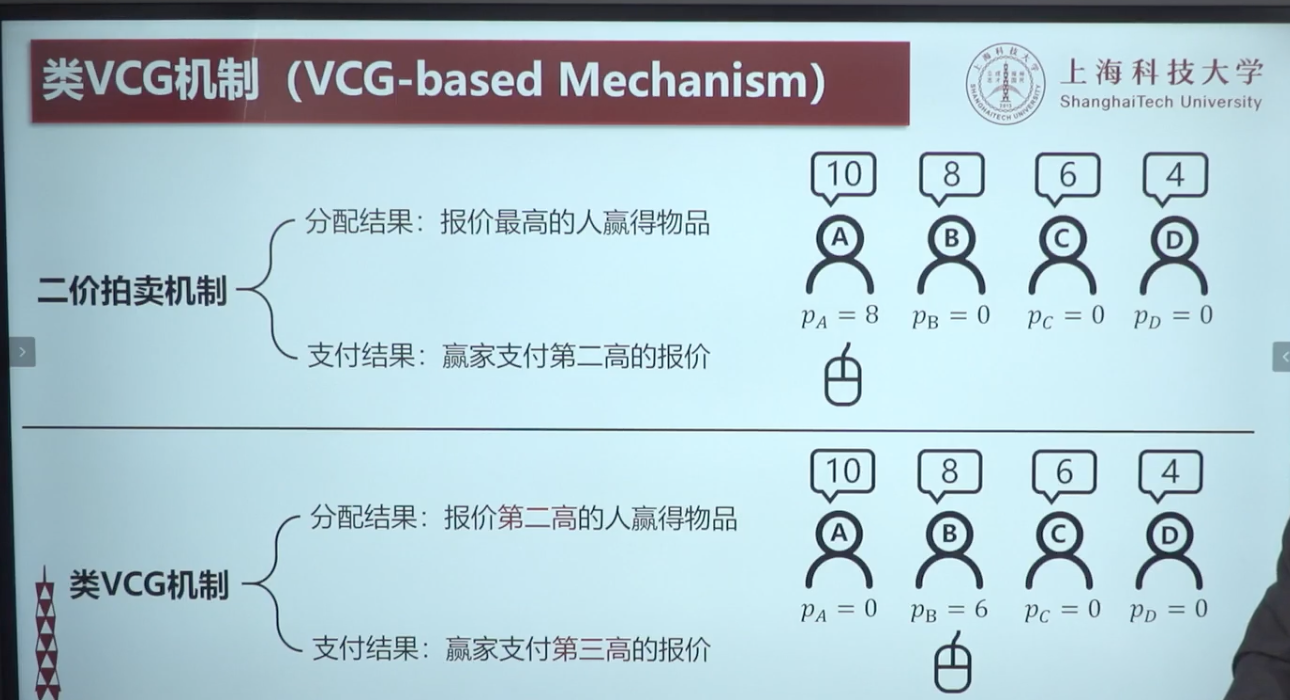 类VCG机制（VCG-based Mechanism）
上海科技大学
ShanghaiTech University
二价拍卖机制
分配结果：报价最高的人赢得物品
支付结果：赢家支付第二高的报价
10 8 6 4
A B C D
p_A = 8 p_B = 0 p_C = 0 p_D = 0
类VCG机制
分配结果：报价第二高的人赢得物品
支付结果：赢家支付第三高的报价
10 8 6 4
A B C D
p_A = 0 p_B = 6 p_C = 0 p_D = 0